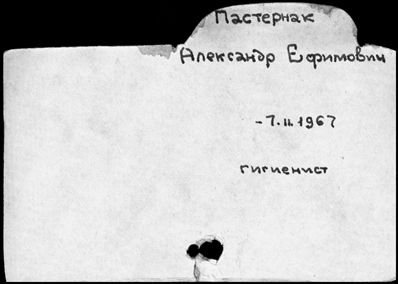 Пастернак
Александр Ефимович
- 7.II.1967
гигиенист